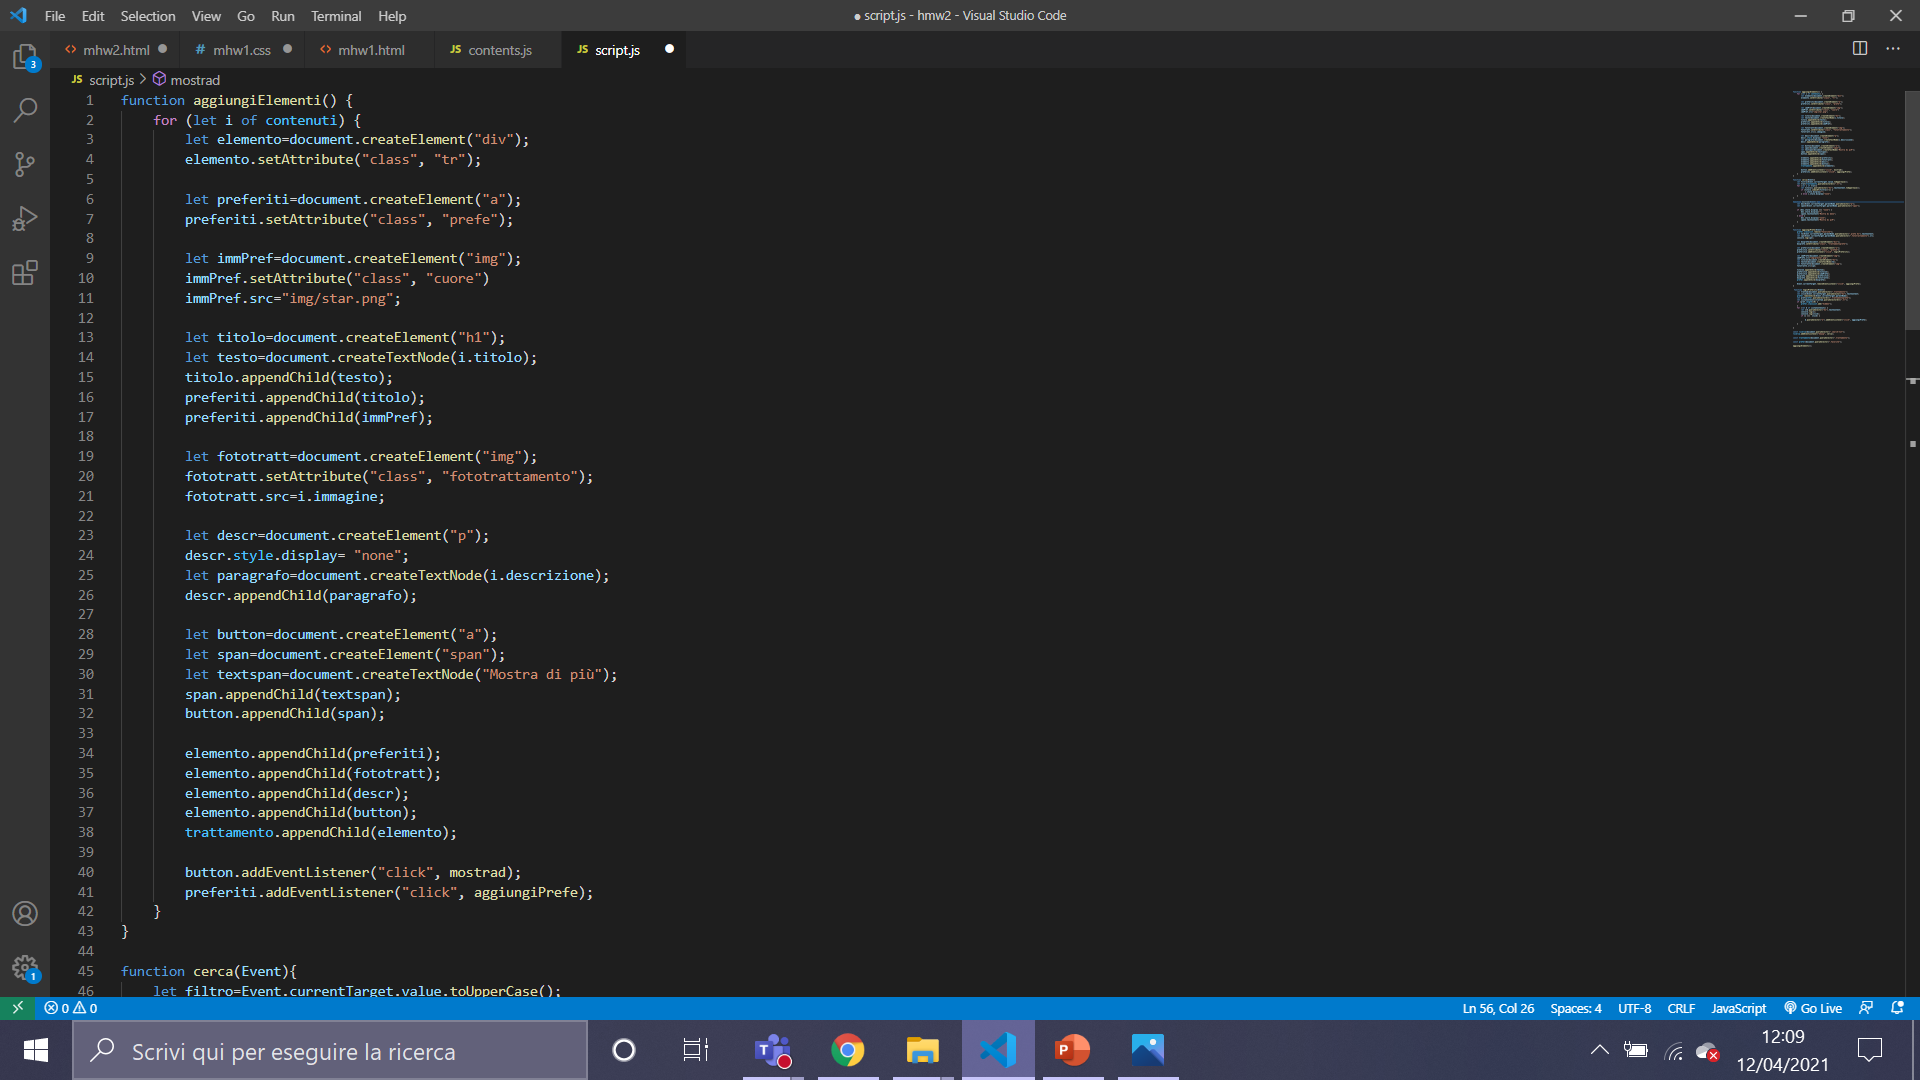 File Edit Selection View Go Run Terminal Help
● script.js - hmw2 - Visual Studio Code
mhw2.html ● # mhw1.css ● mhw1.html JS contents.js JS script.js ●
JS script.js > mostrad
1 function aggiungiElementi() {
2 for (let i of contenuti) {
3 let elemento=document.createElement("div");
4 elemento.setAttribute("class", "tr");
5
6 let preferiti=document.createElement("a");
7 preferiti.setAttribute("class", "prefe");
8
9 let immPref=document.createElement("img");
10 immPref.setAttribute("class", "cuore")
11 immPref.src="img/star.png";
12
13 let titolo=document.createElement("h1");
14 let testo=document.createTextNode(i.titolo);
15 titolo.appendChild(testo);
16 preferiti.appendChild(titolo);
17 preferiti.appendChild(immPref);
18
19 let fototratt=document.createElement("img");
20 fototratt.setAttribute("class", "fototrattamento");
21 fototratt.src=i.immagine;
22
23 let descr=document.createElement("p");
24 descr.style.display= "none";
25 let paragrafo=document.createTextNode(i.descrizione);
26 descr.appendChild(paragrafo);
27
28 let button=document.createElement("a");
29 let span=document.createElement("span");
30 let textspan=document.createTextNode("Mostra di più");
31 span.appendChild(textspan);
32 button.appendChild(span);
33
34 elemento.appendChild(preferiti);
35 elemento.appendChild(fototratt);
36 elemento.appendChild(descr);
37 elemento.appendChild(button);
38 trattamento.appendChild(elemento);
39
40 button.addEventListener("click", mostrad);
41 preferiti.addEventListener("click", aggiungiPrefe);
42 }
43 }
44
45 function cerca(Event){
46 let filtro=Event.currentTarget.value.toUpperCase();
3
1
0 0 Ln 56, Col 26 Spaces: 4 UTF-8 CRLF JavaScript Go Live
Scrivi qui per eseguire la ricerca
12:09
12/04/2021